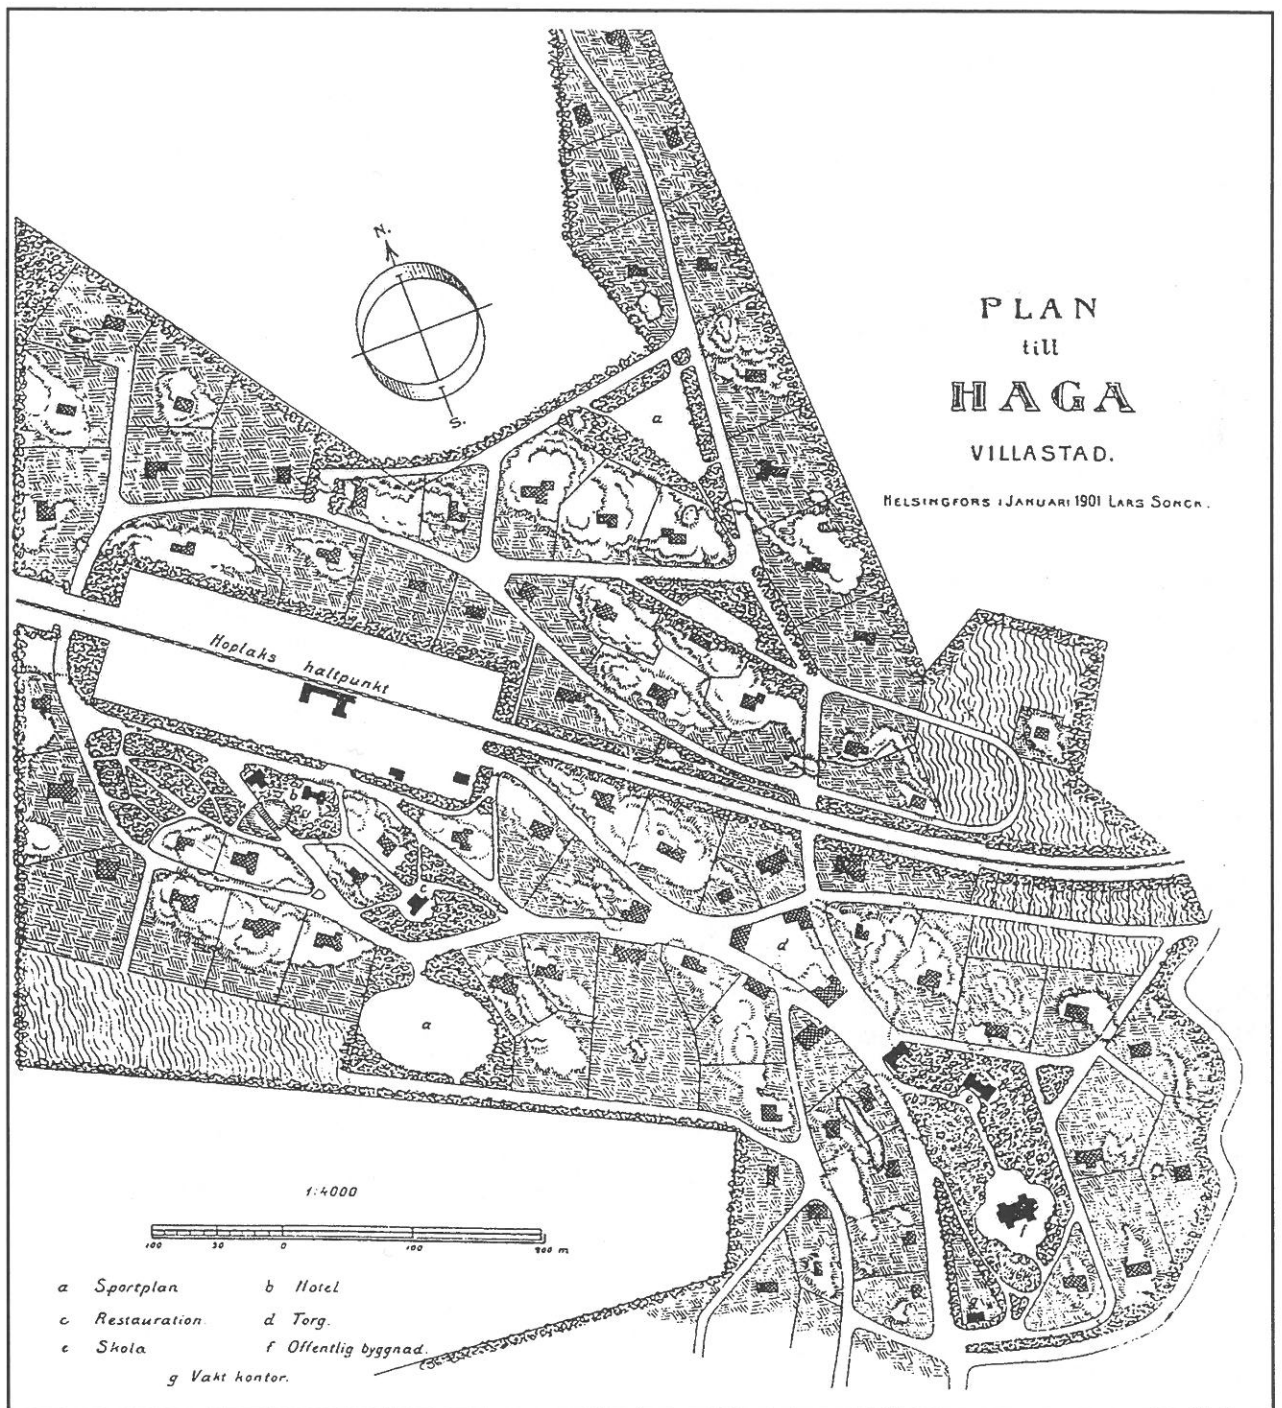 PLAN
till
HAGA
VILLASTAD.
HELSINGFORS I JANUARI 1901 LARS SONCK.
N.
S.
a
Hoplaks haltpunkt
b
c
d
a
e
f
g
1:4000
100 50 0 100 200 m
a Sportplan b Hotel
c Restauration. d Torg.
e Skola f Offentlig byggnad.
g Vakt kontor.